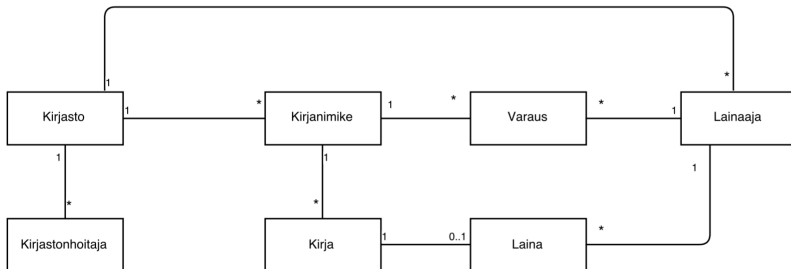 1
*
Kirjasto
1
*
Kirjanimike
1
*
Varaus
*
1
Lainaaja
1
*
1
*
1
*
Kirjastonhoitaja
Kirja
1
0..1
Laina